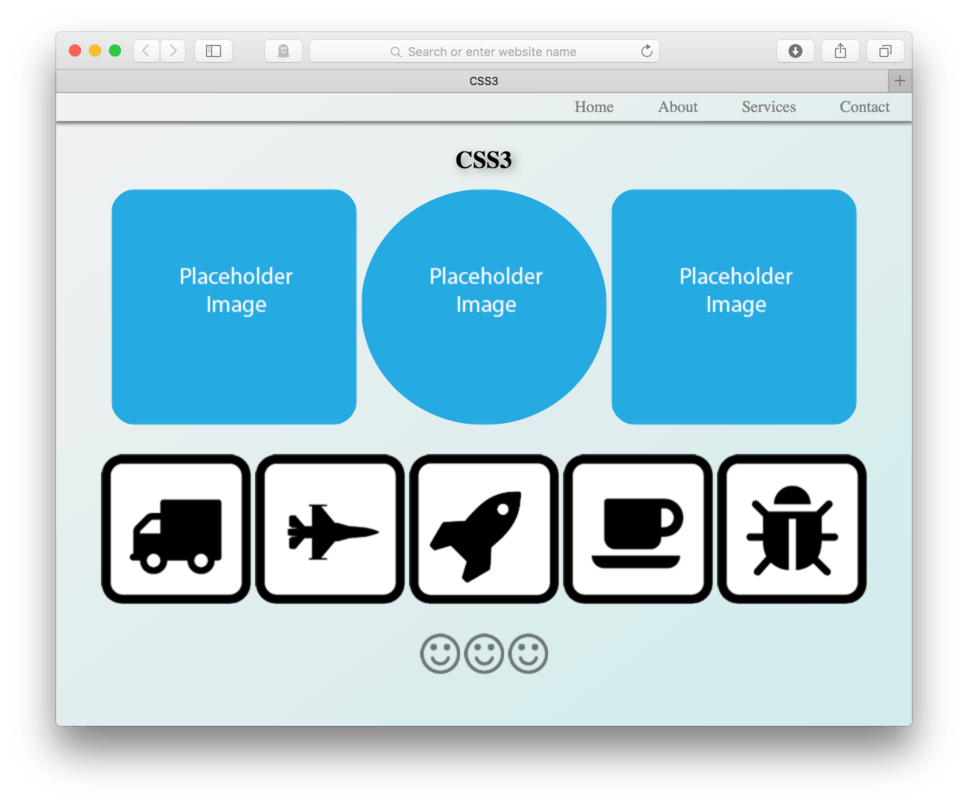 Search or enter website name
CSS3
Home About Services Contact
CSS3
Placeholder
Image
Placeholder
Image
Placeholder
Image